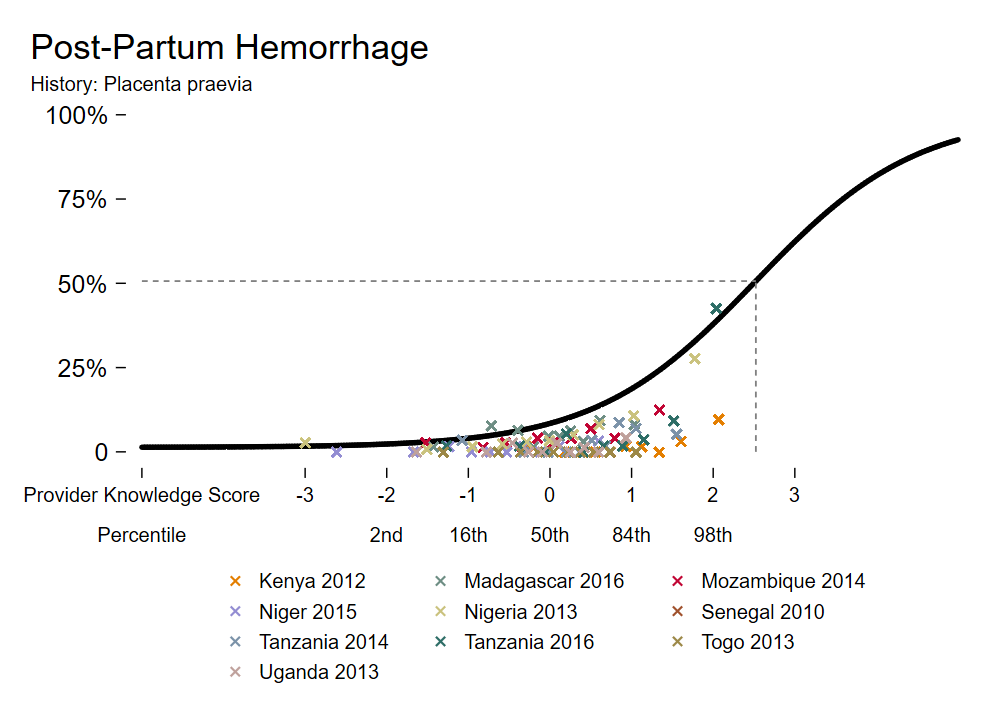 Post-Partum Hemorrhage
History: Placenta praevia
100%
75%
50%
25%
0
Provider Knowledge Score -3 -2 -1 0 1 2 3
Percentile 2nd 16th 50th 84th 98th
Kenya 2012 Madagascar 2016 Mozambique 2014
Niger 2015 Nigeria 2013 Senegal 2010
Tanzania 2014 Tanzania 2016 Togo 2013
Uganda 2013